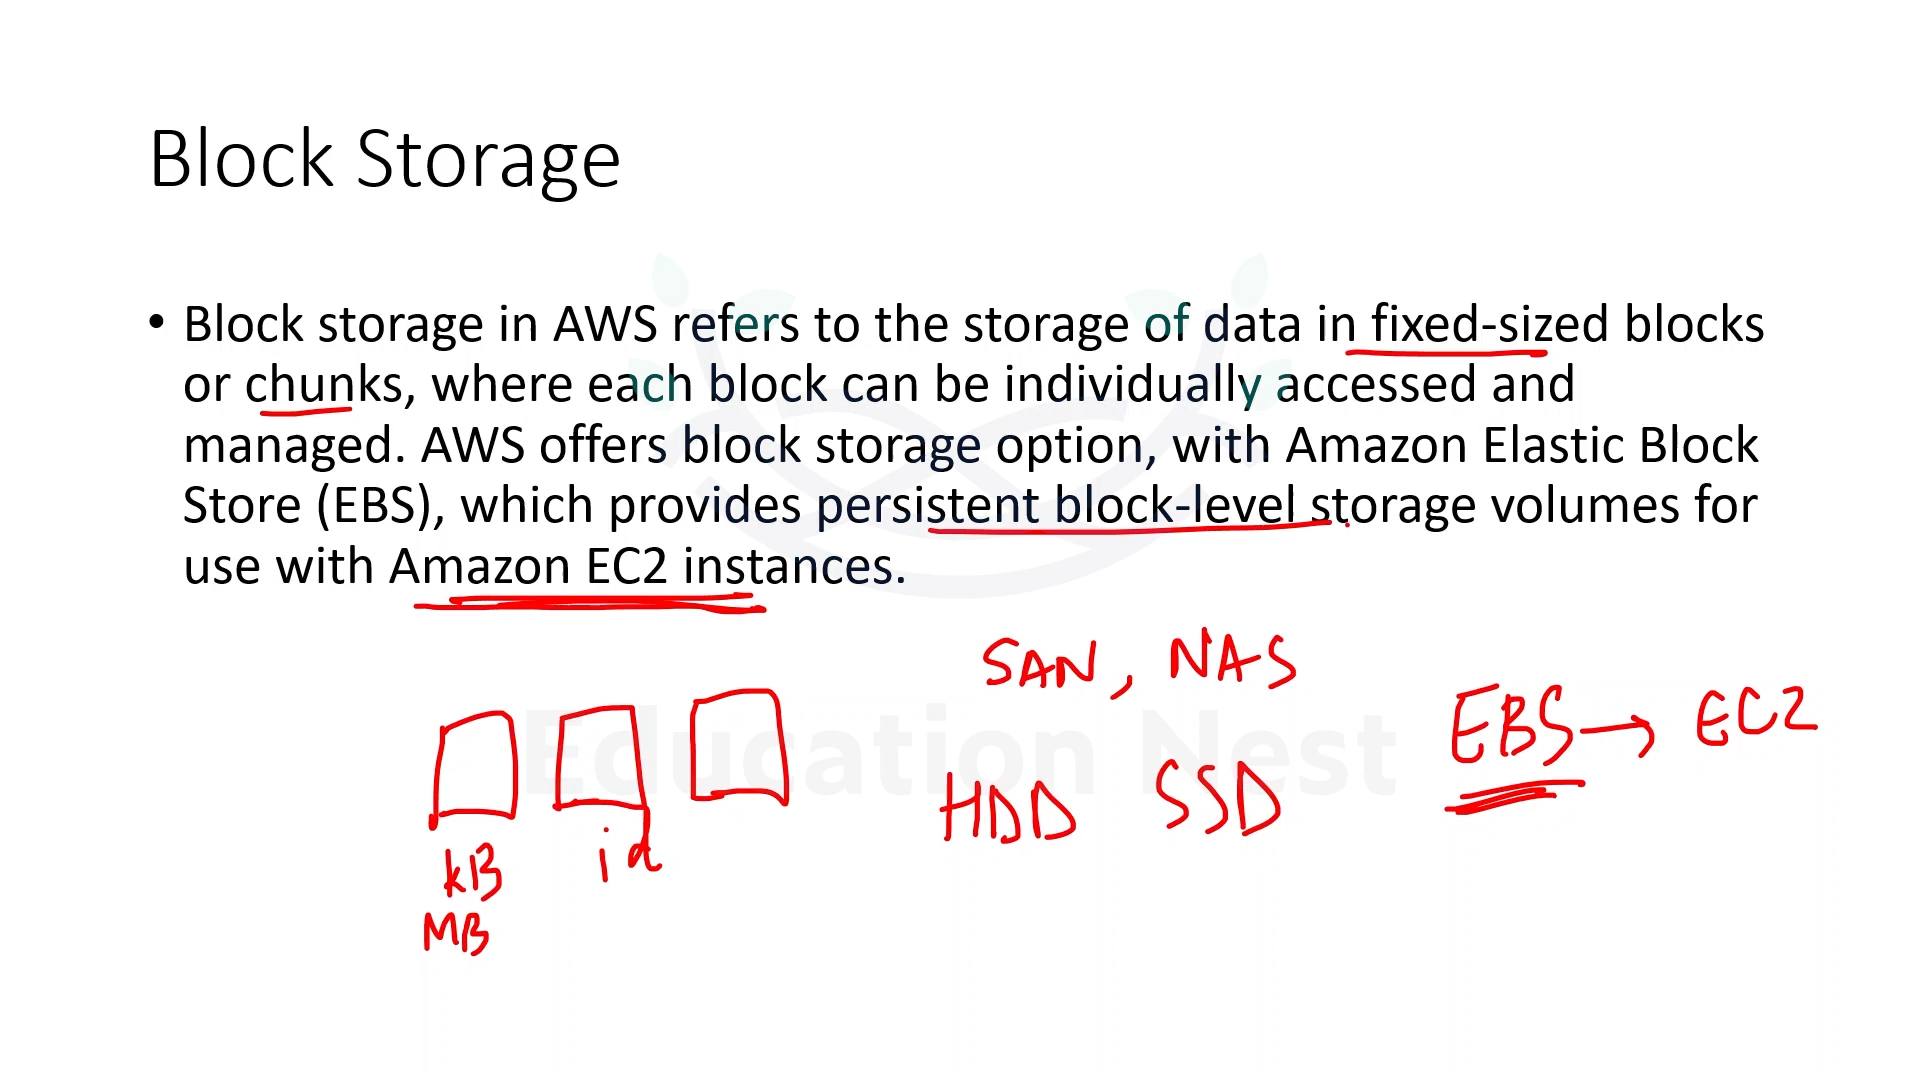 Block Storage
• Block storage in AWS refers to the storage of data in fixed-sized blocks
or chunks, where each block can be individually accessed and
managed. AWS offers block storage option, with Amazon Elastic Block
Store (EBS), which provides persistent block-level storage volumes for
use with Amazon EC2 instances.
SAN, NAS
EBS → EC2
Education Nest
HDD SSD
kB id
MB